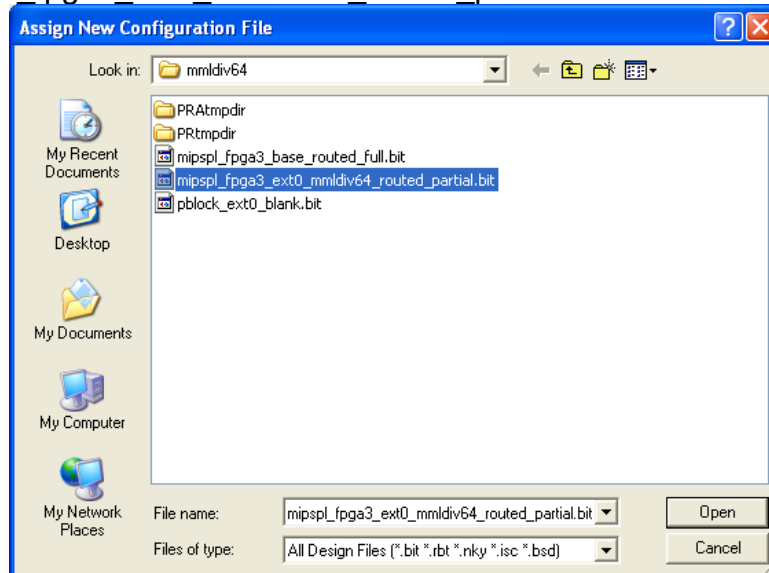 Assign New Configuration File
Look in: mmldiv64
PRAtmpdir
PRtmpdir
mipspl_fpga3_base_routed_full.bit
mipspl_fpga3_ext0_mmldiv64_routed_partial.bit
pblock_ext0_blank.bit
My Recent
Documents
Desktop
My Documents
My Computer
My Network
Places
File name: mipspl_fpga3_ext0_mmldiv64_routed_partial.bit Open
Files of type: All Design Files (*.bit *.rbt *.nky *.isc *.bsd) Cancel